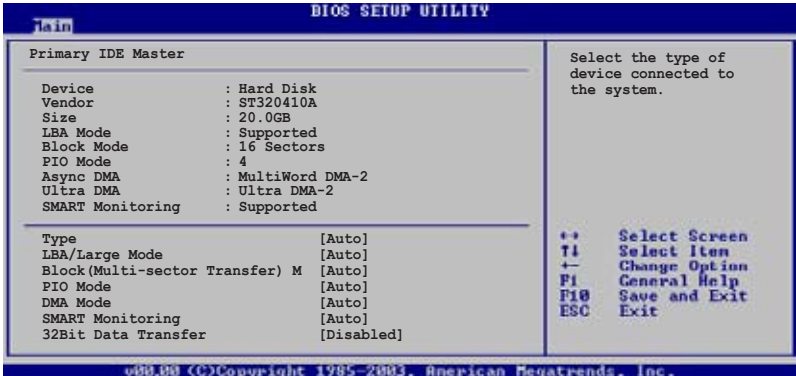 BIOS SETUP UTILITY
Main
Primary IDE Master
Device : Hard Disk
Vendor : ST320410A
Size : 20.0GB
LBA Mode : Supported
Block Mode : 16 Sectors
PIO Mode : 4
Async DMA : MultiWord DMA-2
Ultra DMA : Ultra DMA-2
SMART Monitoring : Supported
Type [Auto]
LBA/Large Mode [Auto]
Block(Multi-sector Transfer) M [Auto]
PIO Mode [Auto]
DMA Mode [Auto]
SMART Monitoring [Auto]
32Bit Data Transfer [Disabled]
Select the type of
device connected to
the system.
←→ Select Screen
↑↓ Select Item
+- Change Option
F1 General Help
F10 Save and Exit
ESC Exit
v00.00 (C)Copyright 1985-2003, American Megatrends, Inc.